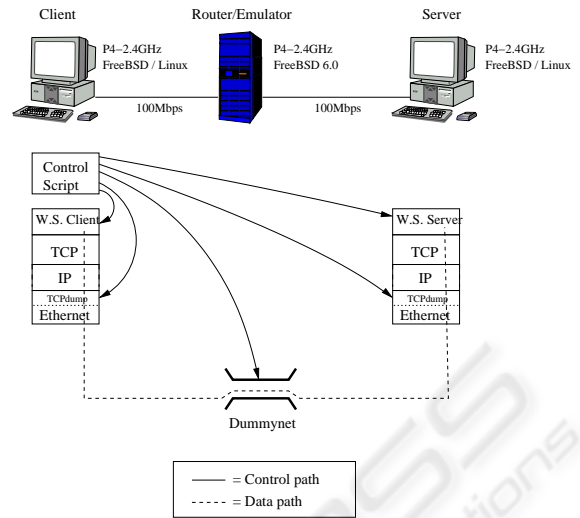 Client
Router/Emulator
Server
P4−2.4GHz
FreeBSD / Linux
P4−2.4GHz
FreeBSD 6.0
P4−2.4GHz
FreeBSD / Linux
100Mbps
100Mbps
Control
Script
W.S. Client
TCP
IP
TCPdump
Ethernet
W.S. Server
TCP
IP
TCPdump
Ethernet
Dummynet
= Control path
= Data path